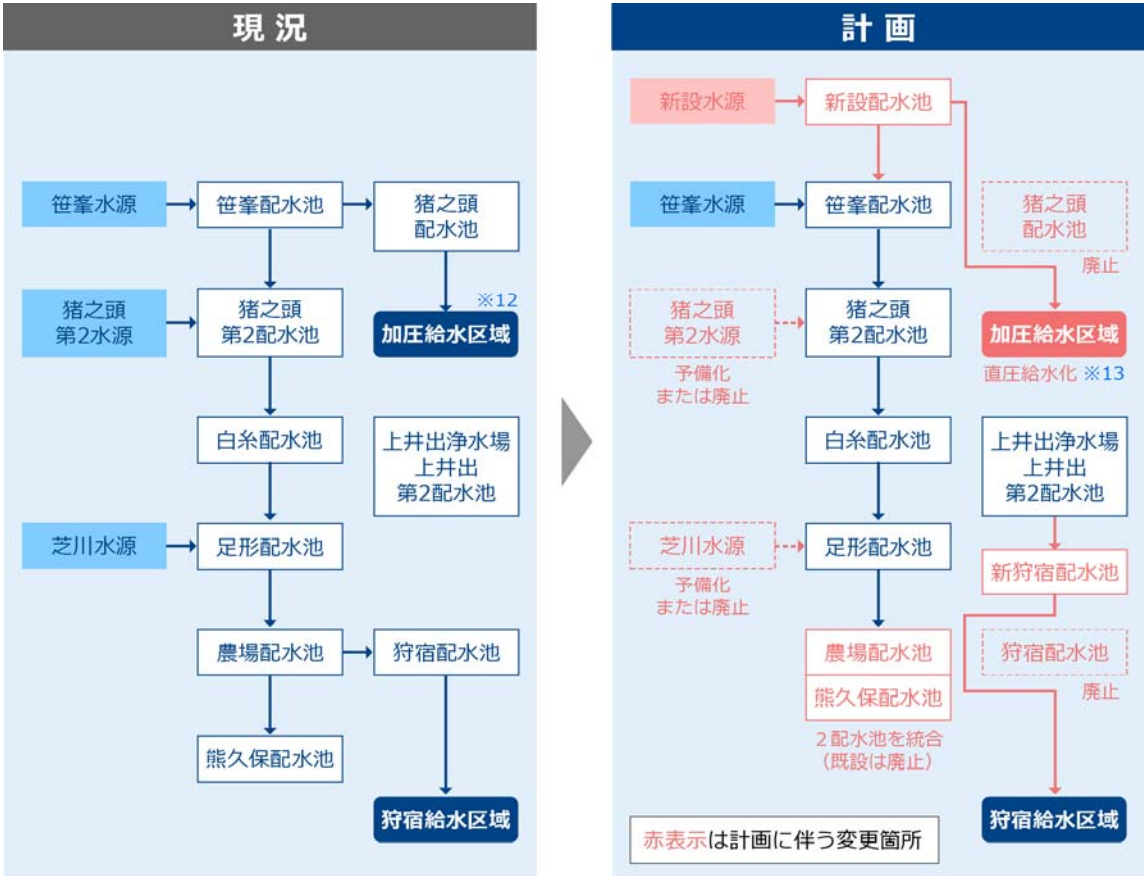 現況
笹峯水源
笹峯配水池
猪之頭
配水池
※12
猪之頭
第2水源
猪之頭
第2配水池
加圧給水区域
白糸配水池
上井出浄水場
上井出
第2配水池
芝川水源
足形配水池
農場配水池
狩宿配水池
熊久保配水池
狩宿給水区域
計画
新設水源
新設配水池
笹峯水源
笹峯配水池
猪之頭
配水池
廃止
猪之頭
第2水源
予備化
または廃止
猪之頭
第2配水池
加圧給水区域
直圧給水化 ※13
白糸配水池
上井出浄水場
上井出
第2配水池
芝川水源
予備化
または廃止
足形配水池
新狩宿配水池
農場配水池
熊久保配水池
2配水池を統合
(既設は廃止)
狩宿配水池
廃止
狩宿給水区域
赤表示は計画に伴う変更箇所